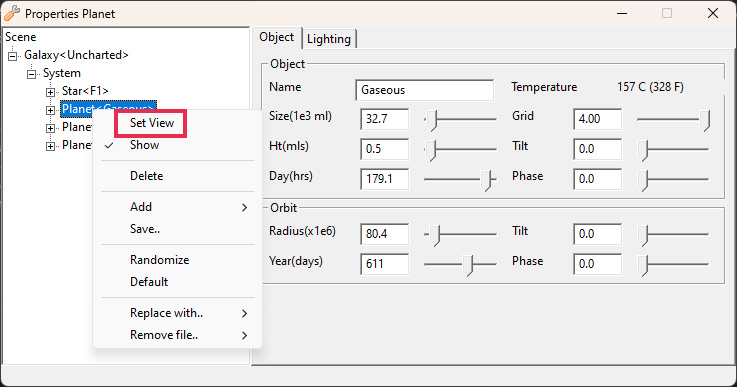 Properties Planet
Scene
Galaxy<Uncharted>
System
Star<F1>
Planet<Gaseous>
Planet
Planet
Set View
Show
Delete
Add
Save..
Randomize
Default
Replace with..
Remove file..
Object Lighting
Object
Name Gaseous Temperature 157 C (328 F)
Size(1e3 ml) 32.7 Grid 4.00
Ht(mls) 0.5 Tilt 0.0
Day(hrs) 179.1 Phase 0.0
Orbit
Radius(x1e6) 80.4 Tilt 0.0
Year(days) 611 Phase 0.0